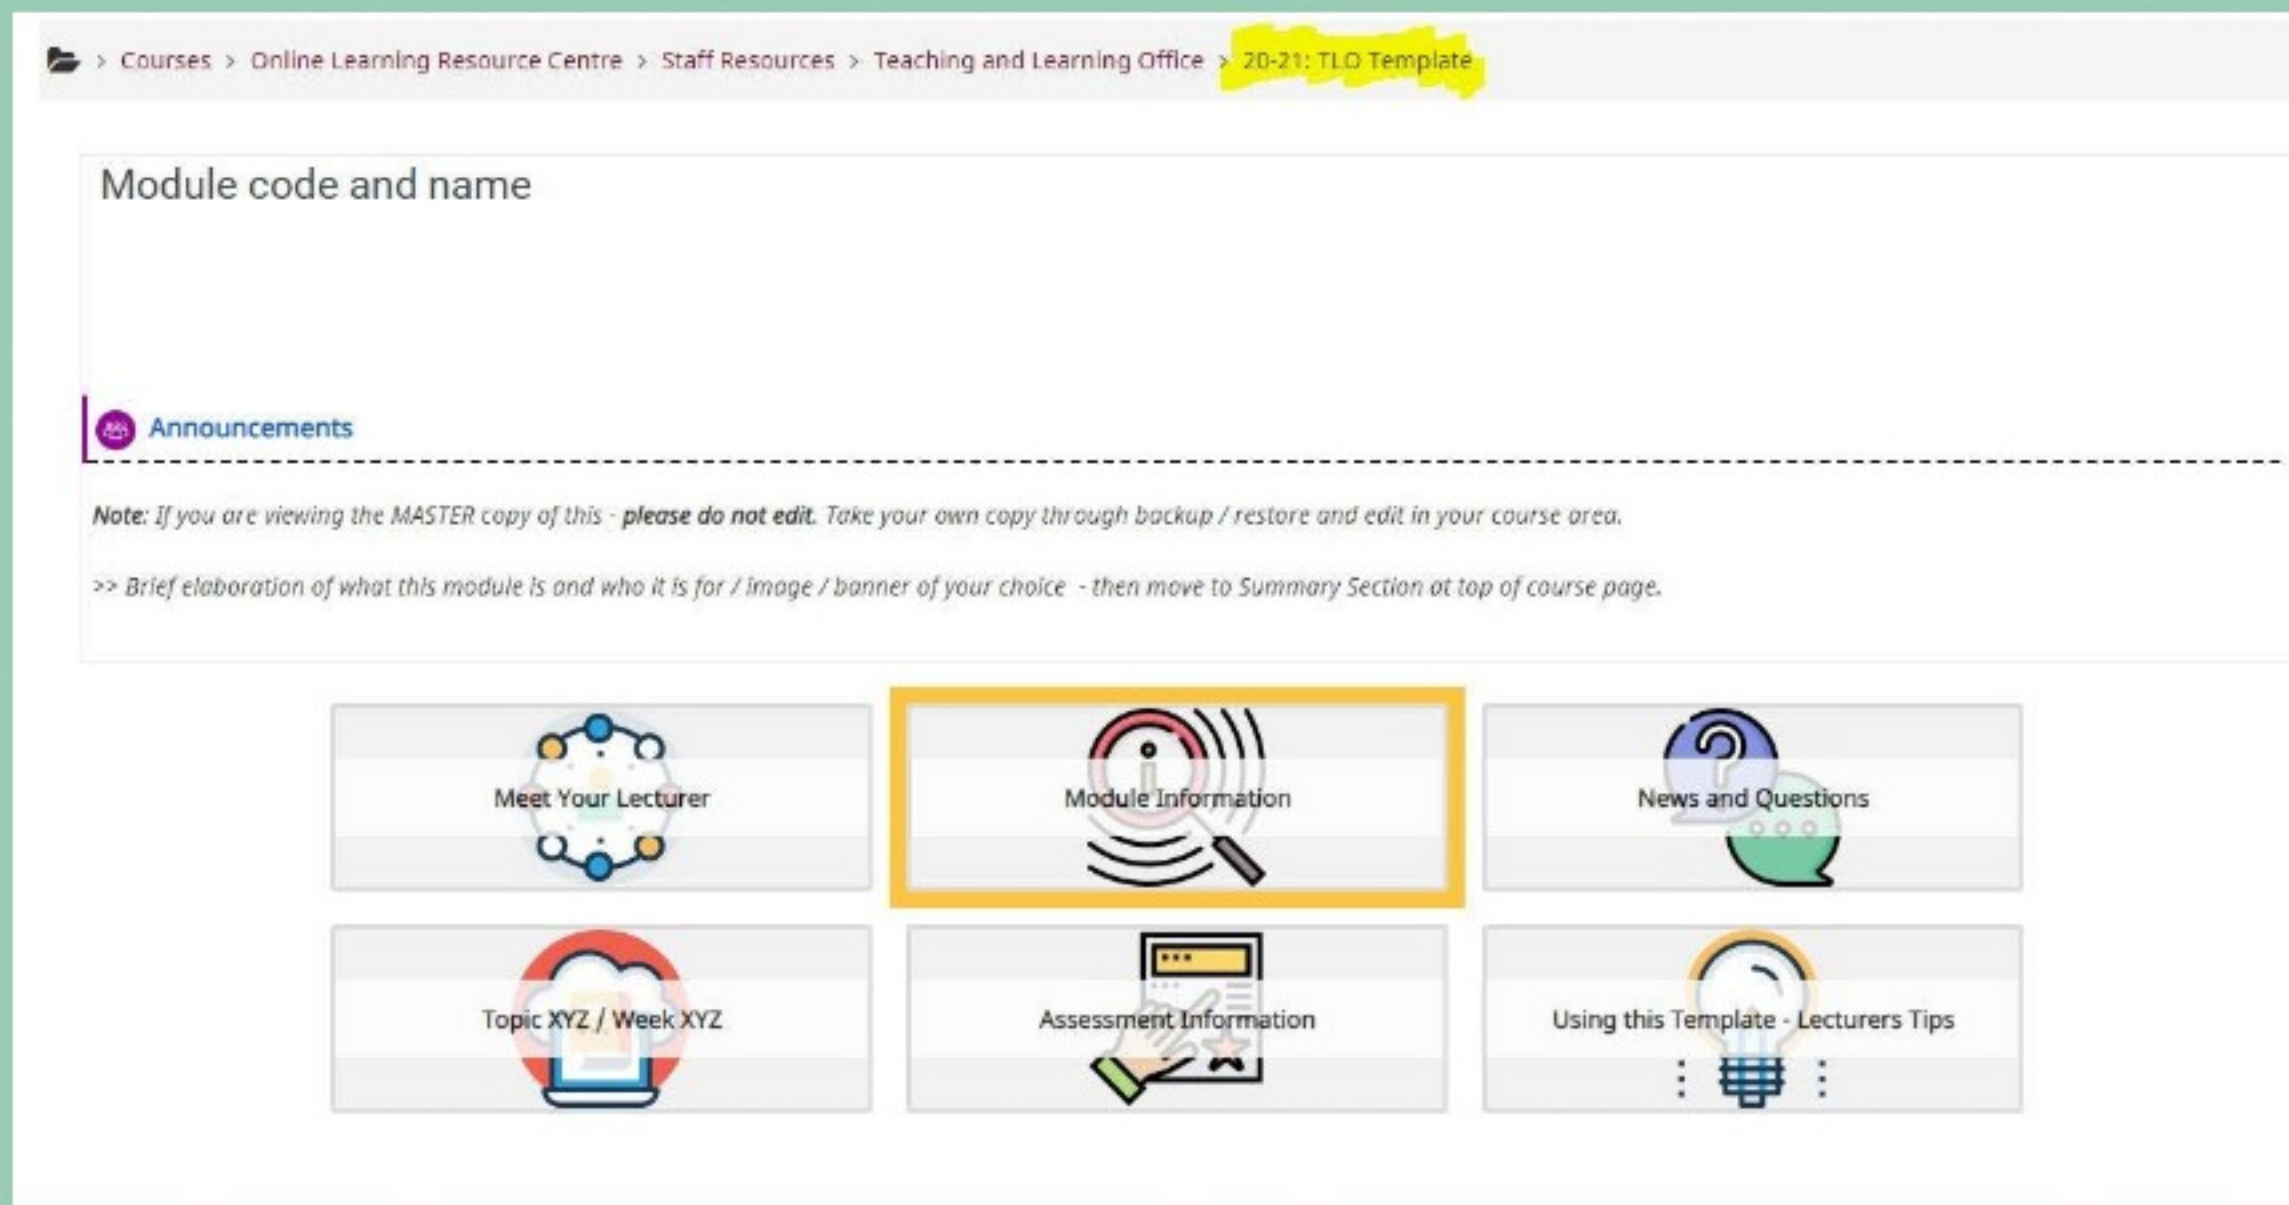 > Courses > Online Learning Resource Centre > Staff Resources > Teaching and Learning Office > 20-21: TLO Template
Module code and name
Announcements
Note: If you are viewing the MASTER copy of this - please do not edit. Take your own copy through backup / restore and edit in your course area.
>> Brief elaboration of what this module is and who it is for / image / banner of your choice - then move to Summary Section at top of course page.
Meet Your Lecturer
Module Information
News and Questions
Topic XYZ / Week XYZ
Assessment Information
Using this Template - Lecturers Tips